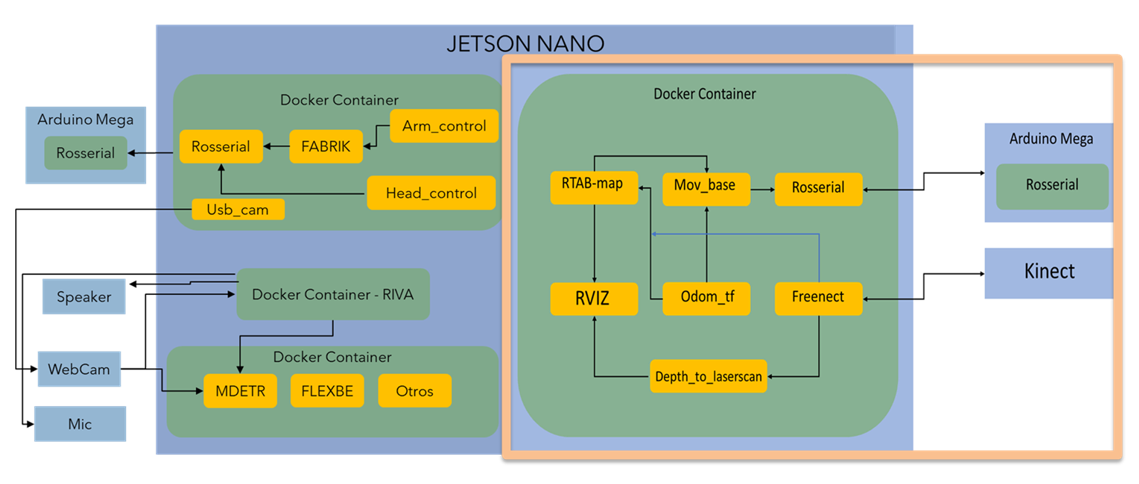 JETSON NANO
Docker Container
Arm_control
Rosserial
FABRIK
Head_control
Usb_cam
Arduino Mega
Rosserial
Speaker
Docker Container - RIVA
WebCam
Mic
Docker Container
MDETR
FLEXBE
Otros
Docker Container
RTAB-map
Mov_base
Rosserial
RVIZ
Odom_tf
Freenect
Depth_to_laserscan
Arduino Mega
Rosserial
Kinect